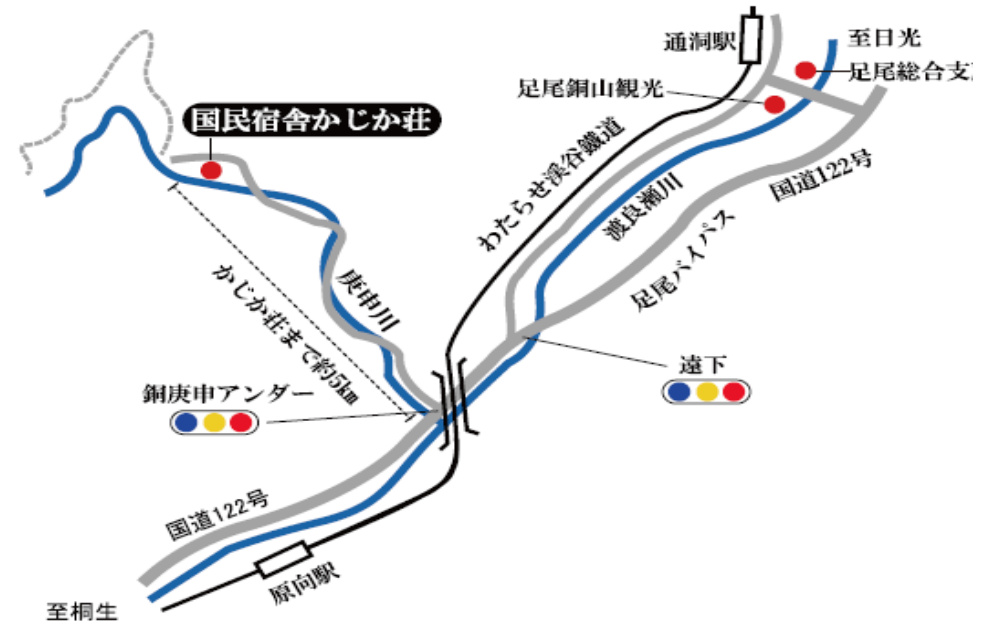 通洞駅
至日光
足尾総合支
足尾銅山観光
国民宿舎かじか荘
わたらせ渓谷鐵道
国道122号
渡良瀬川
足尾バイパス
庚申川
かじか荘まで約5km
遠下
銅庚申アンダー
国道122号
原向駅
至桐生